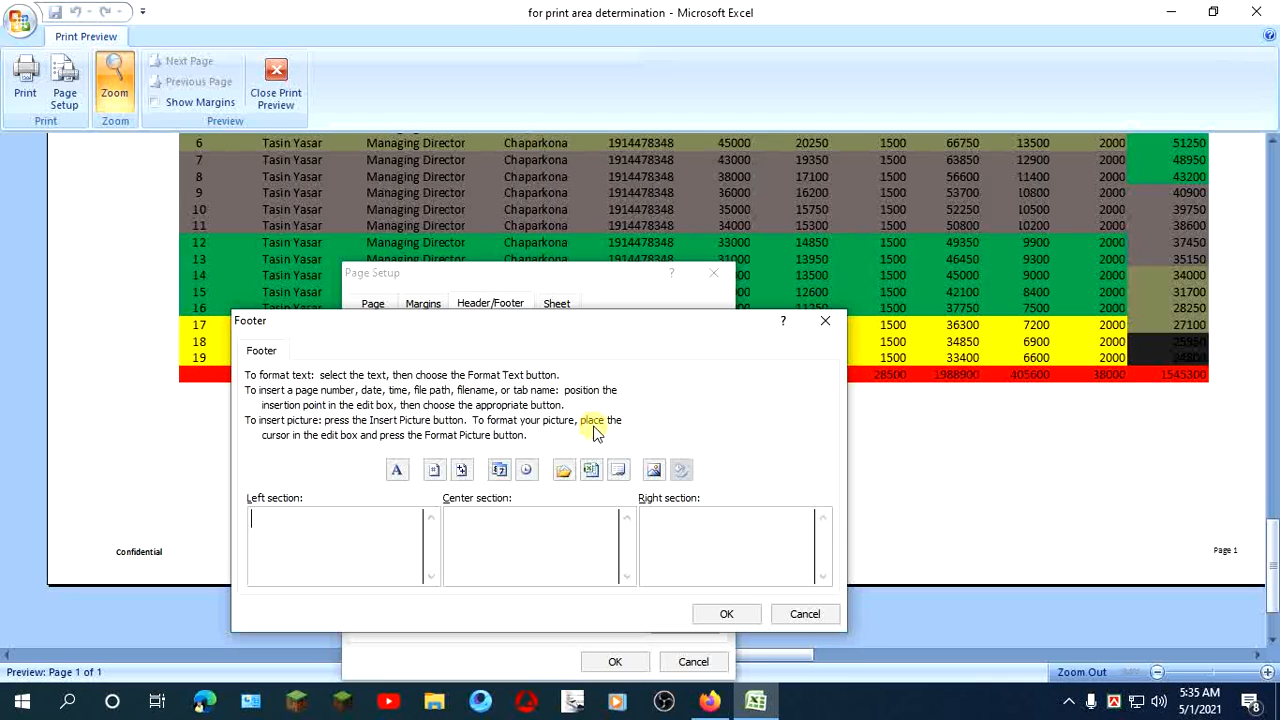 for print area determination - Microsoft Excel
Print Preview
Print
Page Setup
Zoom
Next Page
Previous Page
Show Margins
Close Print Preview
Print
Zoom
Preview
6 Tasin Yasar Managing Director Chaparkona 1914478348 45000 20250 1500 66750 13500 2000 51250
7 Tasin Yasar Managing Director Chaparkona 1914478348 43000 19350 1500 63850 12900 2000 48950
8 Tasin Yasar Managing Director Chaparkona 1914478348 38000 17100 1500 56600 11400 2000 43200
9 Tasin Yasar Managing Director Chaparkona 1914478348 36000 16200 1500 53700 10800 2000 40900
10 Tasin Yasar Managing Director Chaparkona 1914478348 35000 15750 1500 52250 10500 2000 39750
11 Tasin Yasar Managing Director Chaparkona 1914478348 34000 15300 1500 50800 10200 2000 38600
12 Tasin Yasar Managing Director Chaparkona 1914478348 33000 14850 1500 49350 9900 2000 37450
13 Tasin Yasar Managing Director Chaparkona 1914478348 31000 13950 1500 46450 9300 2000 35150
14 13500 1500 45000 9000 2000 34000
15 12600 1500 42100 8400 2000 31700
16 11250 1500 37750 7500 2000 28250
17 1500 36300 7200 2000 27100
18 1500 34850 6900 2000 25950
19 1500 33400 6600 2000 24800
28500 1988900 405600 38000 1545300
Page Setup ?
Page Margins Header/Footer Sheet
Footer ?
Footer
To format text: select the text, then choose the Format Text button.
To insert a page number, date, time, file path, filename, or tab name: position the
insertion point in the edit box, then choose the appropriate button.
To insert picture: press the Insert Picture button. To format your picture, place the
cursor in the edit box and press the Format Picture button.
A
Left section: Center section: Right section:
Confidential
Page 1
OK Cancel
OK Cancel
Preview: Page 1 of 1
Zoom Out
5:35 AM
5/1/2021
8